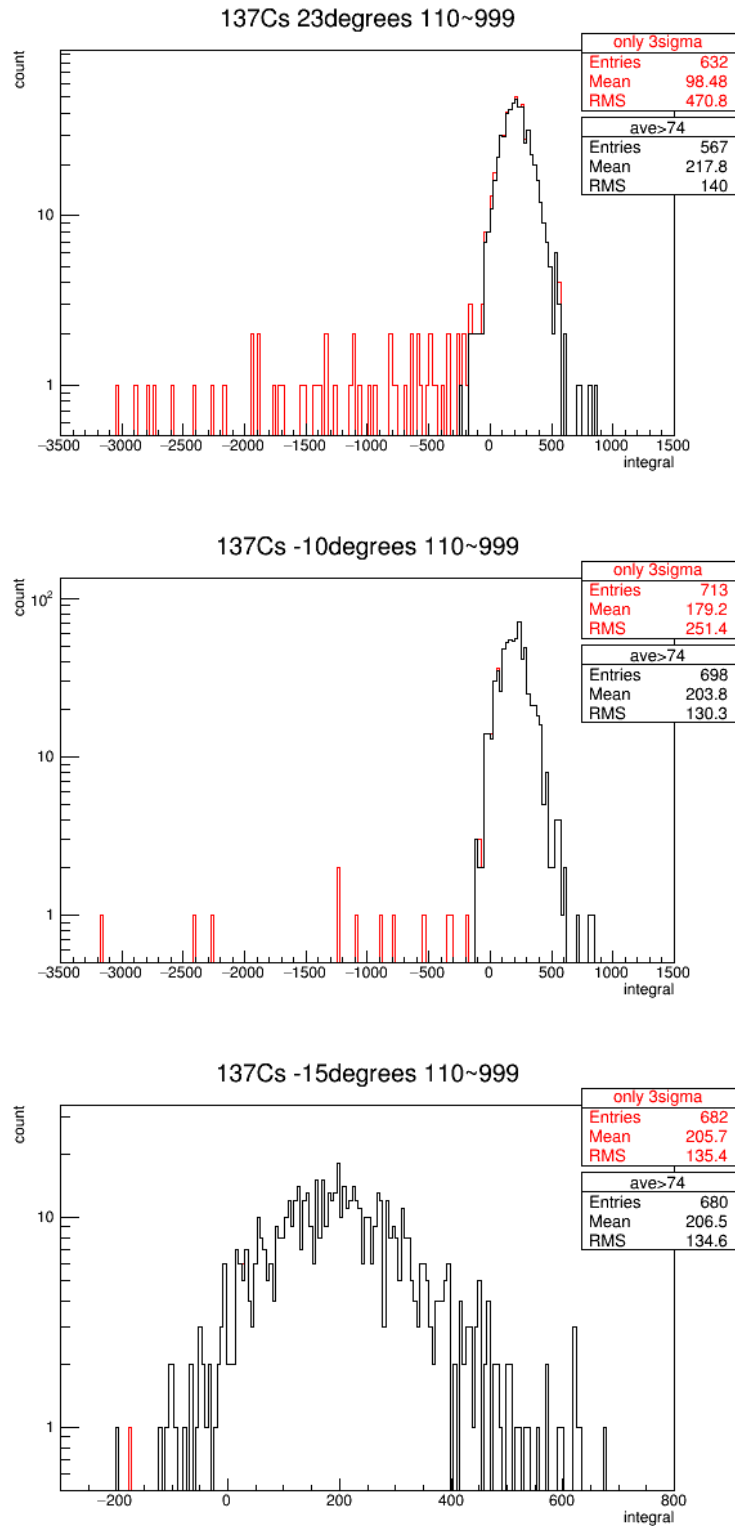 137Cs 23degrees 110~999
count
only 3sigma
Entries 632
Mean 98.48
RMS 470.8
ave>74
Entries 567
Mean 217.8
RMS 140
10
1
−3500 −3000 −2500 −2000 −1500 −1000 −500 0 500 1000 1500
integral
137Cs -10degrees 110~999
count
only 3sigma
Entries 713
Mean 179.2
RMS 251.4
ave>74
Entries 698
Mean 203.8
RMS 130.3
10²
10
1
−3500 −3000 −2500 −2000 −1500 −1000 −500 0 500 1000 1500
integral
137Cs -15degrees 110~999
count
only 3sigma
Entries 682
Mean 205.7
RMS 135.4
ave>74
Entries 680
Mean 206.5
RMS 134.6
10
1
−200 0 200 400 600 800
integral